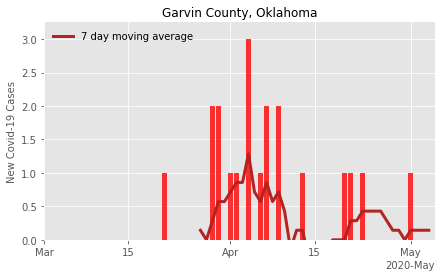 Garvin County, Oklahoma
7 day moving average
New Covid-19 Cases
3.0
2.5
2.0
1.5
1.0
0.5
0.0
Mar 15 Apr 15 May
2020-May